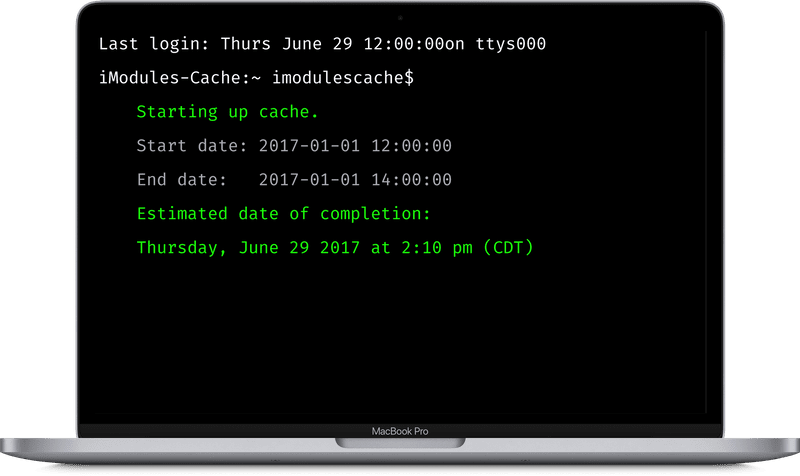 Last login: Thurs June 29 12:00:00on ttys000
iModules-Cache:~ imodulescache$
Starting up cache.
Start date: 2017-01-01 12:00:00
End date:   2017-01-01 14:00:00
Estimated date of completion:
Thursday, June 29 2017 at 2:10 pm (CDT)
MacBook Pro